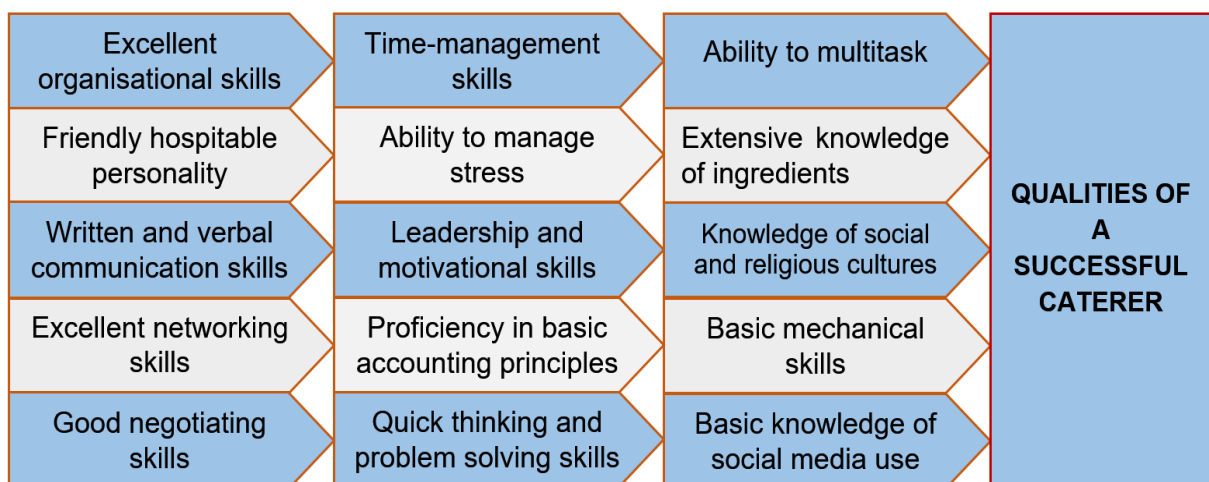 Excellent
organisational skills
Time-management
skills
Ability to multitask
Friendly hospitable
personality
Ability to manage
stress
Extensive knowledge
of ingredients
Written and verbal
communication skills
Leadership and
motivational skills
Knowledge of social
and religious cultures
Excellent networking
skills
Proficiency in basic
accounting principles
Basic mechanical
skills
Good negotiating
skills
Quick thinking and
problem solving skills
Basic knowledge of
social media use
QUALITIES OF
A
SUCCESSFUL
CATERER